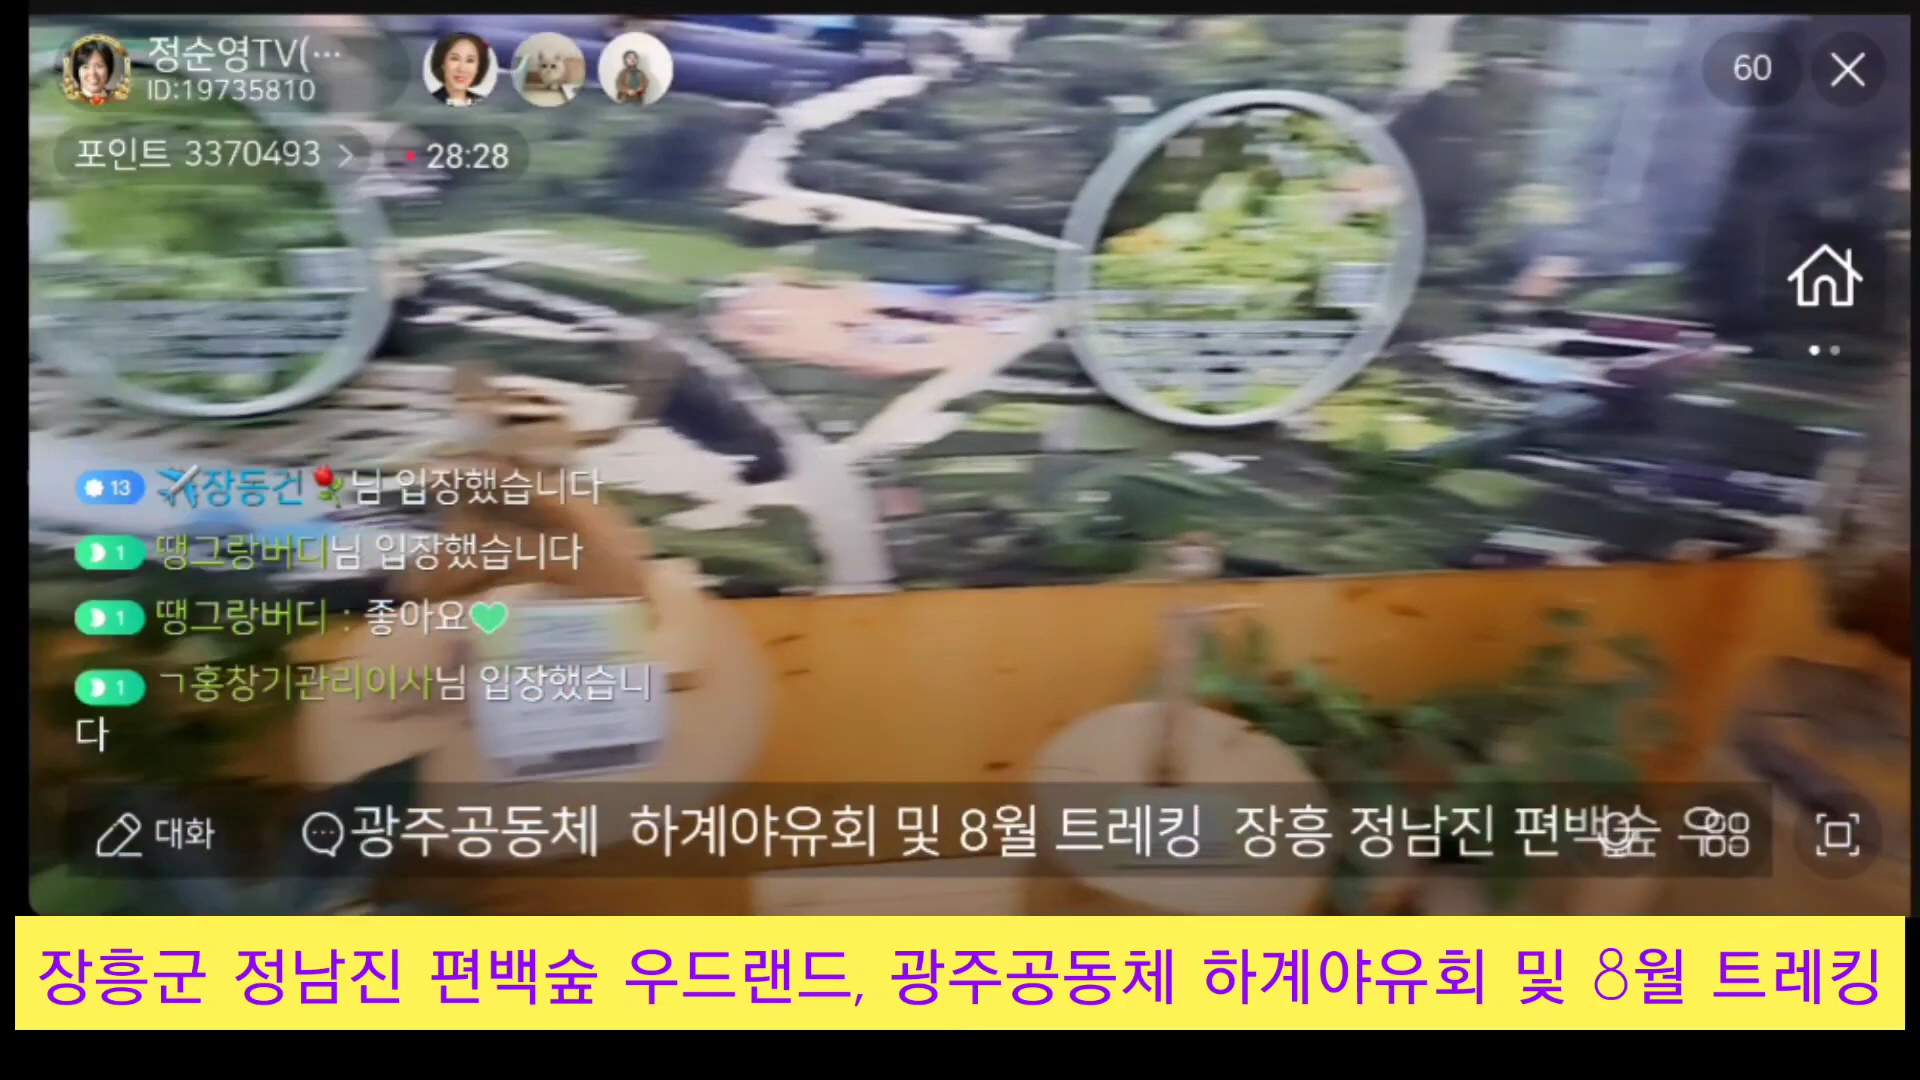 정순영TV(…
ID:19735810
60
포인트 3370493 >
28:28
13 장동건님 입장했습니다
1 땡그랑버디님 입장했습니다
1 땡그랑버디 : 좋아요
1 ㄱ홍창기관리이사님 입장했습니
다
대화
광주공동체 하계야유회 및 8월 트레킹 장흥 정남진 편백숲 우
장흥군 정남진 편백숲 우드랜드, 광주공동체 하계야유회 및 8월 트레킹